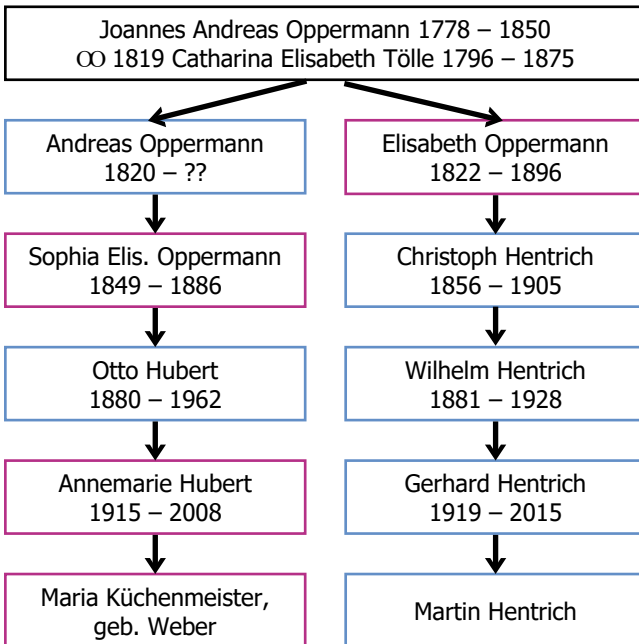 Joannes Andreas Oppermann 1778 – 1850
∞ 1819 Catharina Elisabeth Tölle 1796 – 1875
Andreas Oppermann
1820 – ??
Elisabeth Oppermann
1822 – 1896
Sophia Elis. Oppermann
1849 – 1886
Christoph Hentrich
1856 – 1905
Otto Hubert
1880 – 1962
Wilhelm Hentrich
1881 – 1928
Annemarie Hubert
1915 – 2008
Gerhard Hentrich
1919 – 2015
Maria Küchenmeister,
geb. Weber
Martin Hentrich